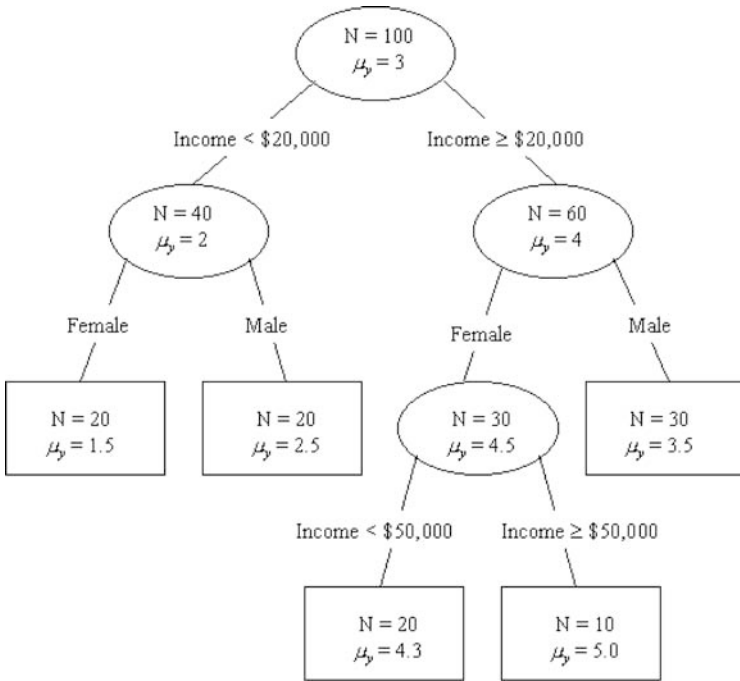 N = 100
μy = 3
Income < $20,000
Income ≥ $20,000
N = 40
μy = 2
N = 60
μy = 4
Female
Male
Female
Male
N = 20
μy = 1.5
N = 20
μy = 2.5
N = 30
μy = 4.5
N = 30
μy = 3.5
Income < $50,000
Income ≥ $50,000
N = 20
μy = 4.3
N = 10
μy = 5.0